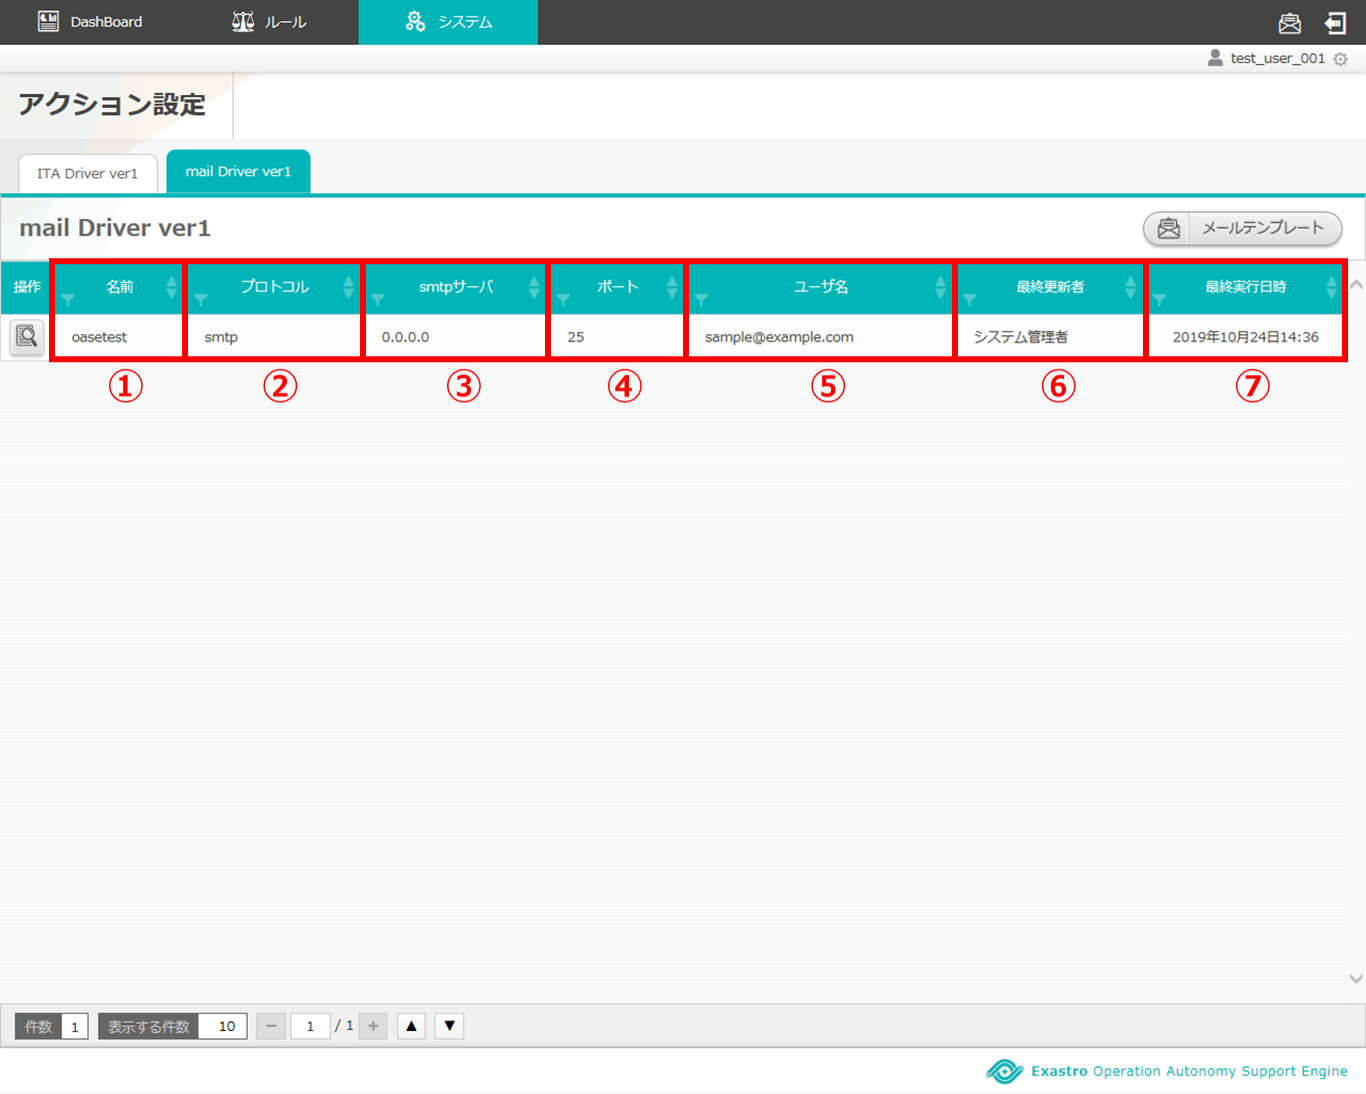 DashBoard ルール システム
test_user_001
アクション設定
ITA Driver ver1 mail Driver ver1
mail Driver ver1 メールテンプレート
操作 名前 プロトコル smtpサーバ ポート ユーザ名 最終更新者 最終実行日時
oasetest smtp 0.0.0.0 25 sample@example.com システム管理者 2019年10月24日14:36
① ② ③ ④ ⑤ ⑥ ⑦
件数 1 表示する件数 10 − 1 / 1 + ▲ ▼
Exastro Operation Autonomy Support Engine